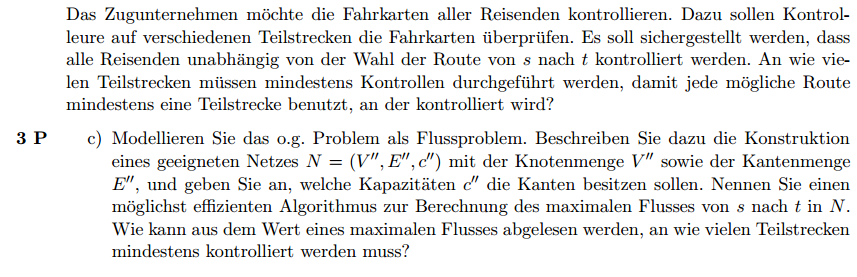 Das Zugunternehmen möchte die Fahrkarten aller Reisenden kontrollieren. Dazu sollen Kontrol-
leure auf verschiedenen Teilstrecken die Fahrkarten überprüfen. Es soll sichergestellt werden, dass
alle Reisenden unabhängig von der Wahl der Route von s nach t kontrolliert werden. An wie vie-
len Teilstrecken müssen mindestens Kontrollen durchgeführt werden, damit jede mögliche Route
mindestens eine Teilstrecke benutzt, an der kontrolliert wird?
3 P c) Modellieren Sie das o.g. Problem als Flussproblem. Beschreiben Sie dazu die Konstruktion
eines geeigneten Netzes N = (V′′, E′′, c′′) mit der Knotenmenge V′′ sowie der Kantenmenge
E′′, und geben Sie an, welche Kapazitäten c′′ die Kanten besitzen sollen. Nennen Sie einen
möglichst effizienten Algorithmus zur Berechnung des maximalen Flusses von s nach t in N.
Wie kann aus dem Wert eines maximalen Flusses abgelesen werden, an wie vielen Teilstrecken
mindestens kontrolliert werden muss?